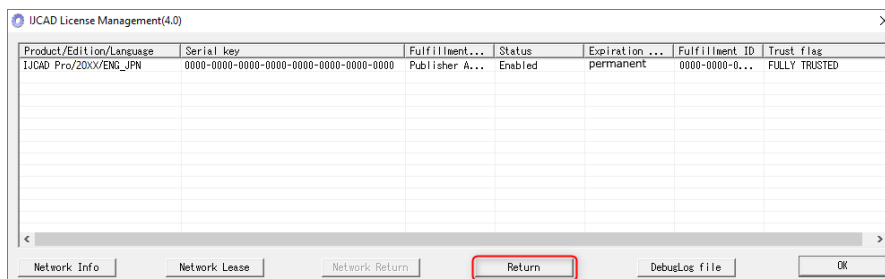 IJCAD License Management(4.0)
Product/Edition/Language Serial key Fulfillment... Status Expiration ... Fulfillment ID Trust flag
IJCAD Pro/20XX/ENG_JPN 0000-0000-0000-0000-0000-0000-0000-0000 Publisher A... Enabled permanent 0000-0000-0... FULLY TRUSTED
Network Info Network Lease Network Return Return DebugLog file OK